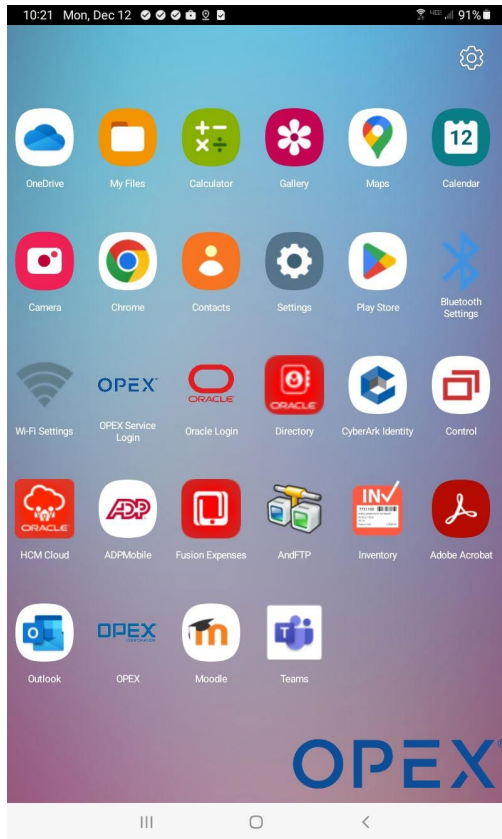 10:21 Mon, Dec 12
91%
12
OneDrive My Files Calculator Gallery Maps Calendar
Camera Chrome Contacts Settings Play Store Bluetooth
Settings
OPEX
ORACLE
ORACLE
Wi-Fi Settings OPEX Service Oracle Login Directory CyberArk Identity Control
Login
ORACLE
ADP
IN
HCM Cloud ADPMobile Fusion Expenses AndFTP Inventory Adobe Acrobat
O
OPEX
m
T
Outlook OPEX Moodle Teams
OPEX®